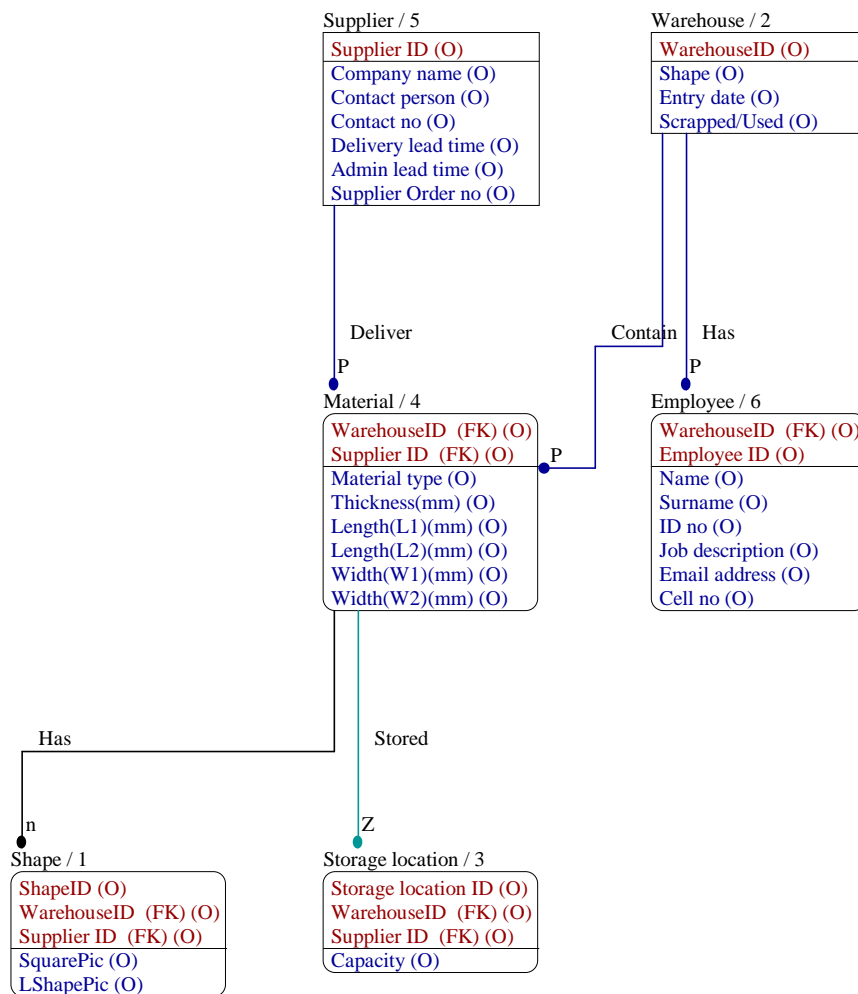 Supplier / 5
Supplier ID (O)
Company name (O)
Contact person (O)
Contact no (O)
Delivery lead time (O)
Admin lead time (O)
Supplier Order no (O)
Warehouse / 2
WarehouseID (O)
Shape (O)
Entry date (O)
Scrapped/Used (O)
Deliver
P
Contain
P
Has
P
Material / 4
WarehouseID (FK) (O)
Supplier ID (FK) (O)
Material type (O)
Thickness(mm) (O)
Length(L1)(mm) (O)
Length(L2)(mm) (O)
Width(W1)(mm) (O)
Width(W2)(mm) (O)
Employee / 6
WarehouseID (FK) (O)
Employee ID (O)
Name (O)
Surname (O)
ID no (O)
Job description (O)
Email address (O)
Cell no (O)
Has
n
Stored
Z
Shape / 1
ShapeID (O)
WarehouseID (FK) (O)
Supplier ID (FK) (O)
SquarePic (O)
LShapePic (O)
Storage location / 3
Storage location ID (O)
WarehouseID (FK) (O)
Supplier ID (FK) (O)
Capacity (O)